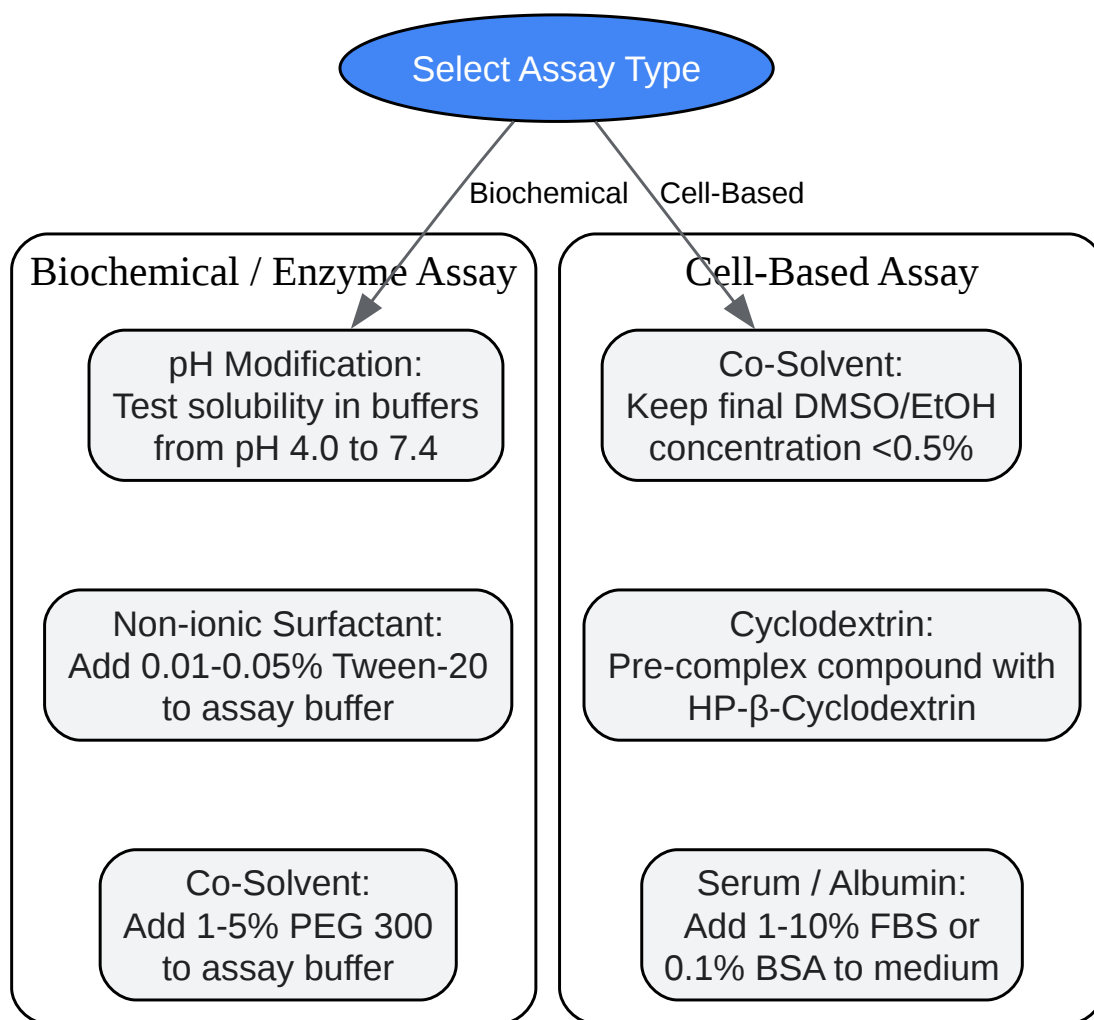 Select Assay Type
Biochemical
Cell-Based
Biochemical / Enzyme Assay
pH Modification:
Test solubility in buffers
from pH 4.0 to 7.4
Non-ionic Surfactant:
Add 0.01-0.05% Tween-20
to assay buffer
Co-Solvent:
Add 1-5% PEG 300
to assay buffer
Cell-Based Assay
Co-Solvent:
Keep final DMSO/EtOH
concentration <0.5%
Cyclodextrin:
Pre-complex compound with
HP-β-Cyclodextrin
Serum / Albumin:
Add 1-10% FBS or
0.1% BSA to medium